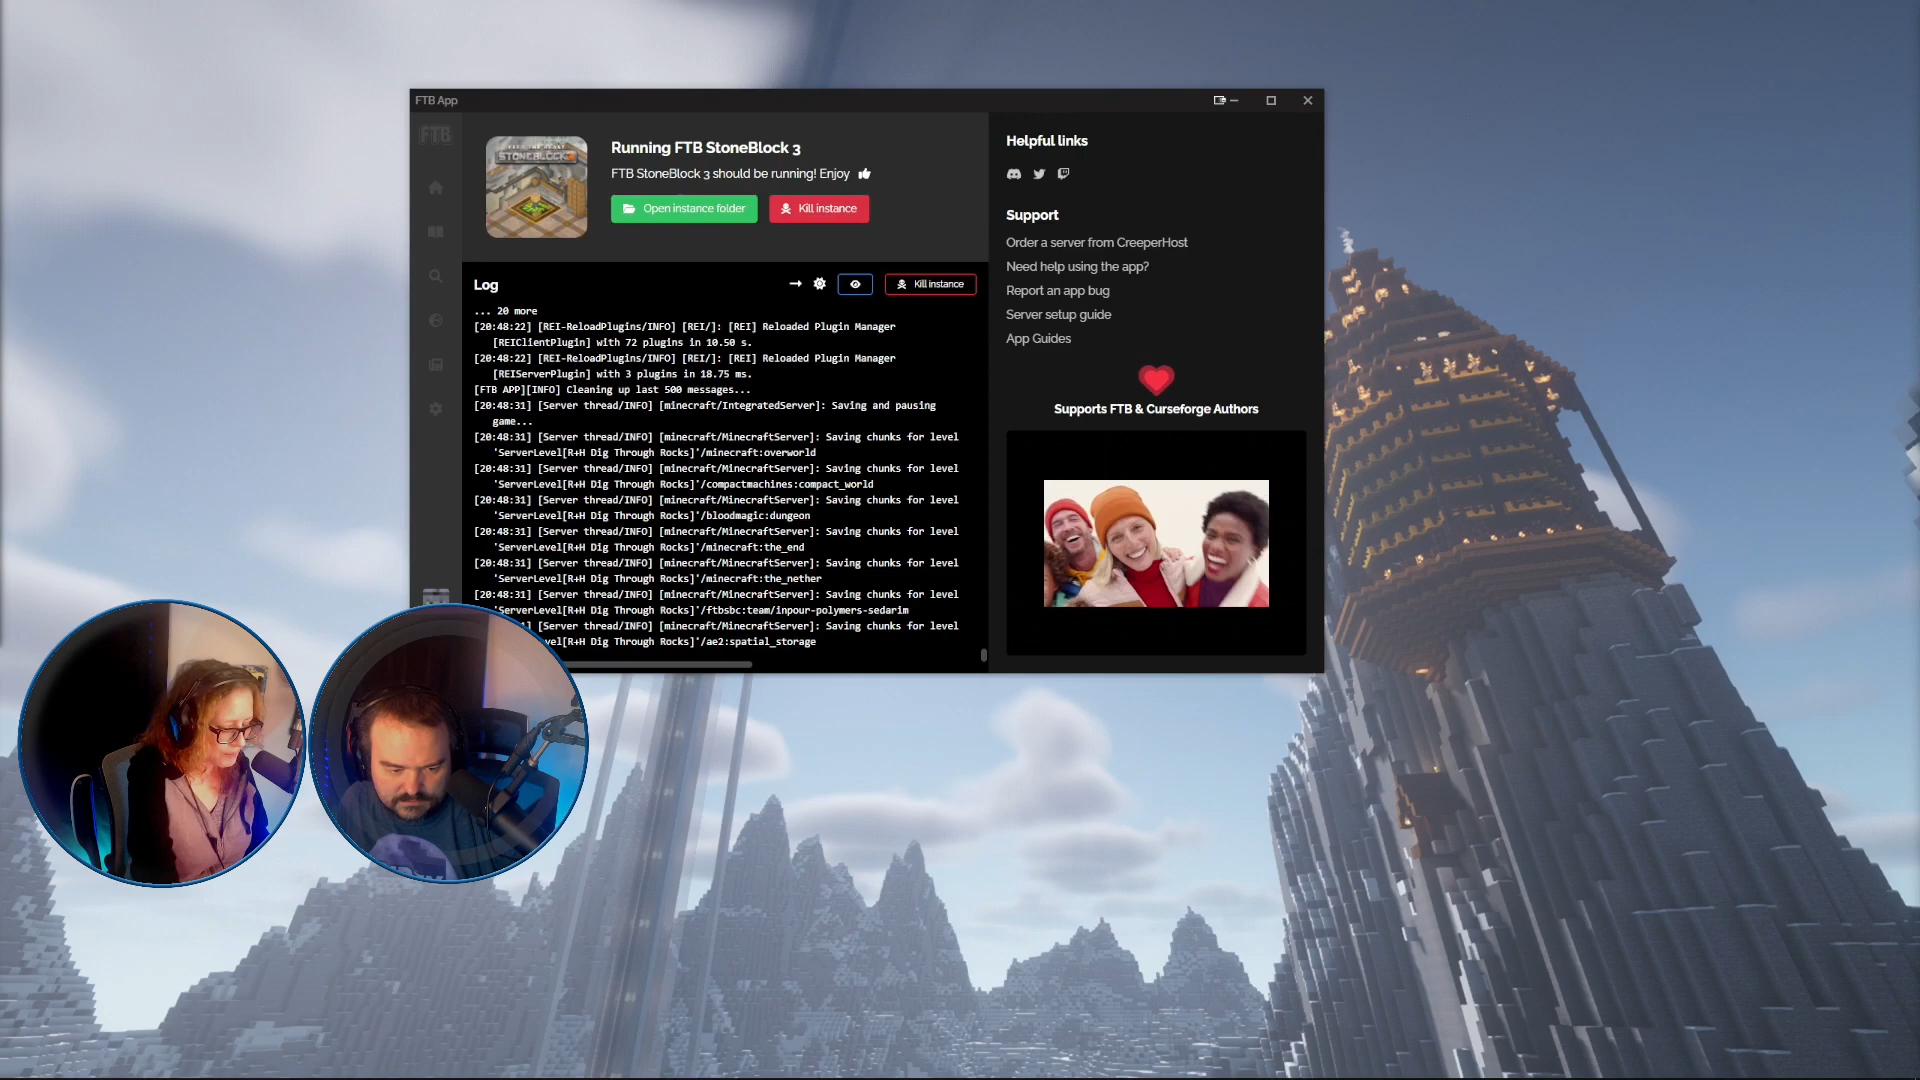 FTB App
FTB
STONEBLOCK 3
Running FTB StoneBlock 3
FTB StoneBlock 3 should be running! Enjoy
Open instance folder
Kill instance
Log
Kill instance
... 20 more
[20:48:22] [REI-ReloadPlugins/INFO] [REI/]: [REI] Reloaded Plugin Manager
[REIClientPlugin] with 72 plugins in 10.50 s.
[20:48:22] [REI-ReloadPlugins/INFO] [REI/]: [REI] Reloaded Plugin Manager
[REIServerPlugin] with 3 plugins in 18.75 ms.
[FTB APP][INFO] Cleaning up last 500 messages...
[20:48:31] [Server thread/INFO] [minecraft/IntegratedServer]: Saving and pausing
game...
[20:48:31] [Server thread/INFO] [minecraft/MinecraftServer]: Saving chunks for level
'ServerLevel[R+H Dig Through Rocks]'/minecraft:overworld
[20:48:31] [Server thread/INFO] [minecraft/MinecraftServer]: Saving chunks for level
'ServerLevel[R+H Dig Through Rocks]'/compactmachines:compact_world
[20:48:31] [Server thread/INFO] [minecraft/MinecraftServer]: Saving chunks for level
'ServerLevel[R+H Dig Through Rocks]'/bloodmagic:dungeon
[20:48:31] [Server thread/INFO] [minecraft/MinecraftServer]: Saving chunks for level
'ServerLevel[R+H Dig Through Rocks]'/minecraft:the_end
[20:48:31] [Server thread/INFO] [minecraft/MinecraftServer]: Saving chunks for level
'ServerLevel[R+H Dig Through Rocks]'/minecraft:the_nether
[20:48:31] [Server thread/INFO] [minecraft/MinecraftServer]: Saving chunks for level
'ServerLevel[R+H Dig Through Rocks]'/ftbsbc:team/inpour-polymers-sedarim
1] [Server thread/INFO] [minecraft/MinecraftServer]: Saving chunks for level
vel[R+H Dig Through Rocks]'/ae2:spatial_storage
Helpful links
Support
Order a server from CreeperHost
Need help using the app?
Report an app bug
Server setup guide
App Guides
Supports FTB & Curseforge Authors